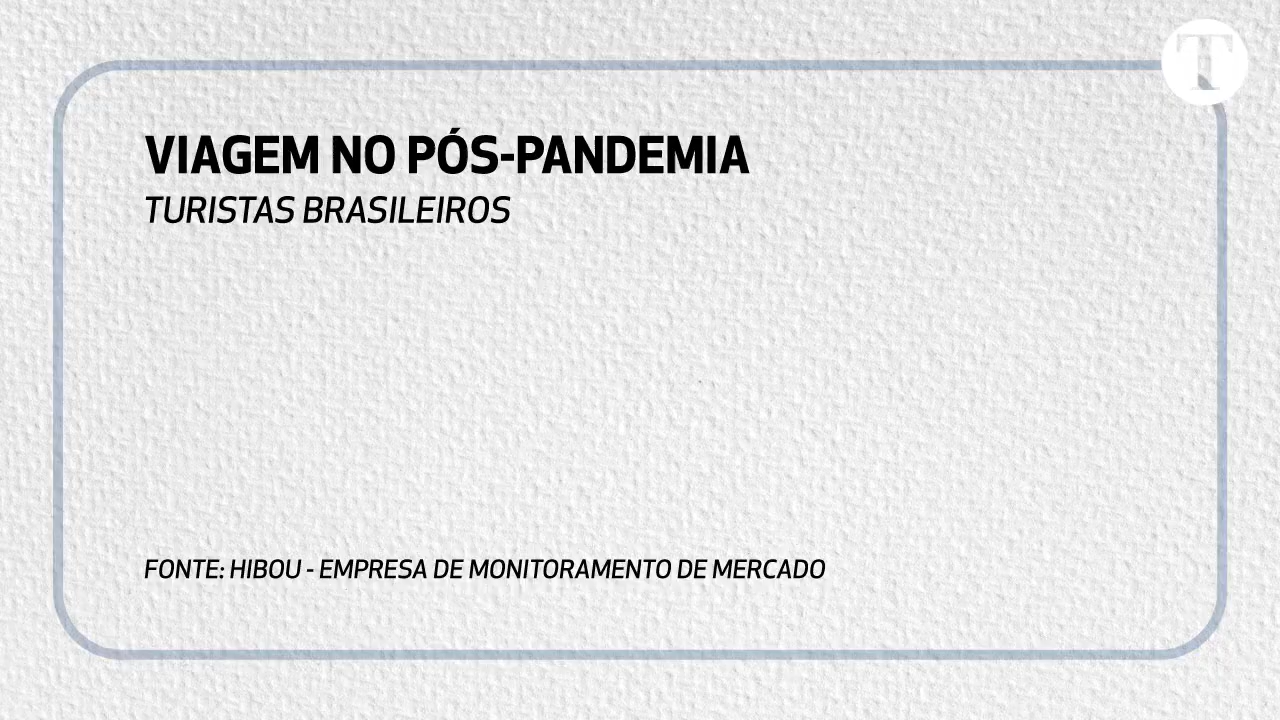 T
VIAGEM NO PÓS-PANDEMIA
TURISTAS BRASILEIROS
FONTE: HIBOU - EMPRESA DE MONITORAMENTO DE MERCADO